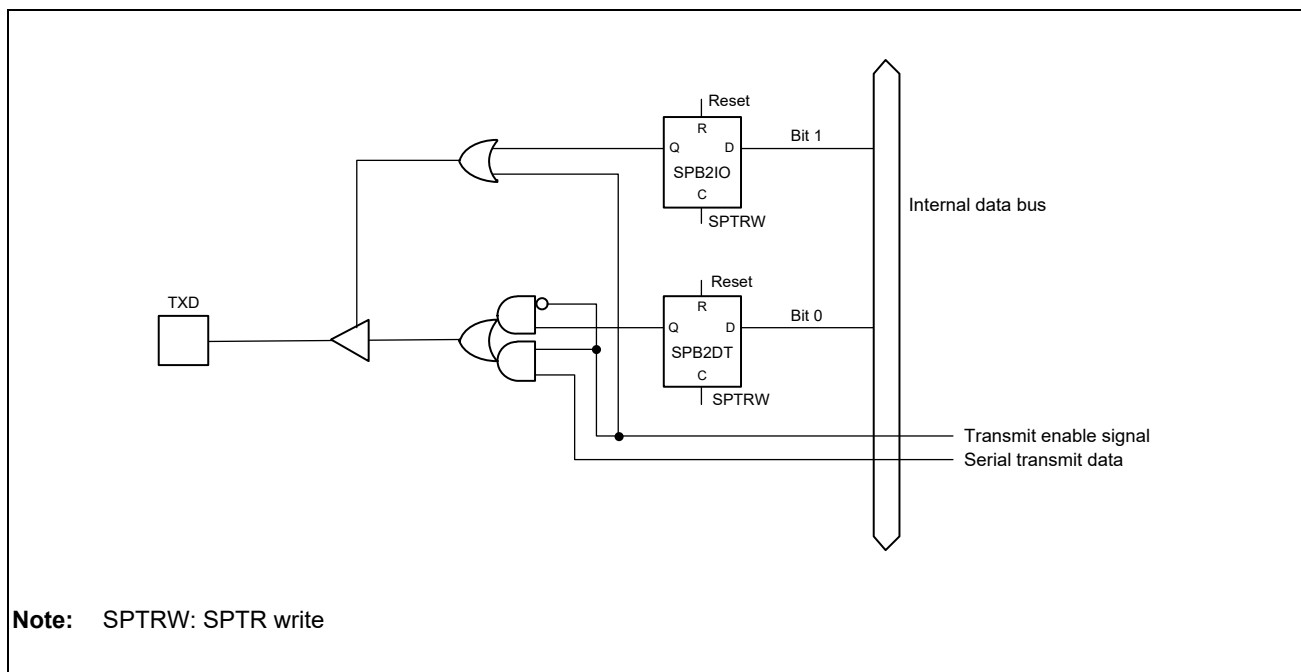 Reset
R
Bit 1
Q
D
SPB2IO
C
SPTRW
Internal data bus
Reset
R
TXD
Bit 0
Q
D
SPB2DT
C
SPTRW
Transmit enable signal
Serial transmit data
Note: SPTRW: SPTR write